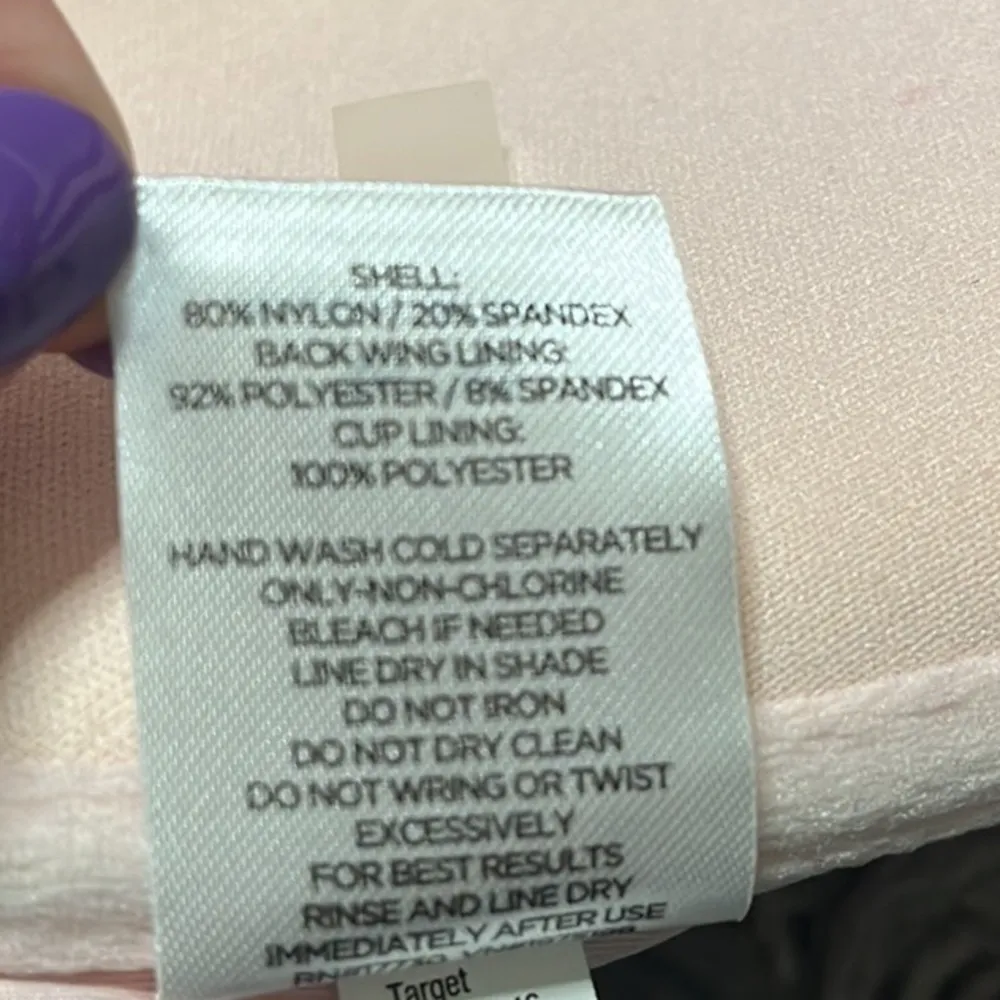 SHELL:
80% NYLON / 20% SPANDEX
BACK WING LINING:
92% POLYESTER / 8% SPANDEX
CUP LINING:
100% POLYESTER
HAND WASH COLD SEPARATELY
ONLY-NON-CHLORINE
BLEACH IF NEEDED
LINE DRY IN SHADE
DO NOT IRON
DO NOT DRY CLEAN
DO NOT WRING OR TWIST
EXCESSIVELY
FOR BEST RESULTS
RINSE AND LINE DRY
IMMEDIATELY AFTER USE
Target